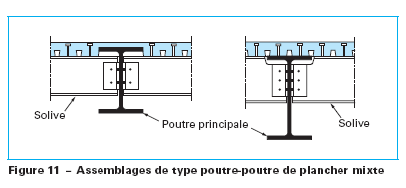 Solive
Poutre principale
Solive
Figure 11 – Assemblages de type poutre-poutre de plancher mixte